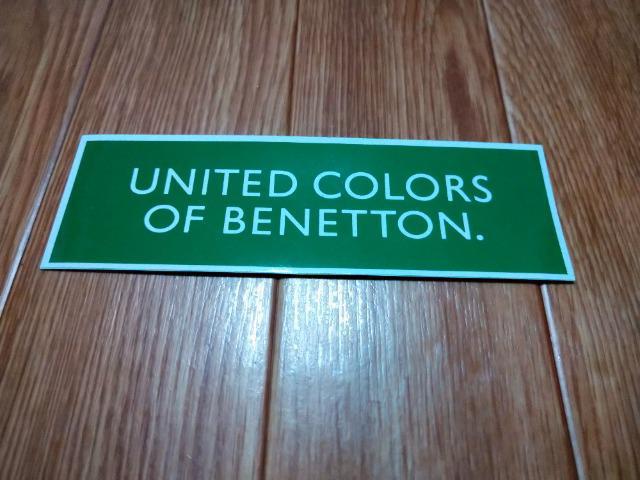 UNITED COLORS
OF BENETTON.